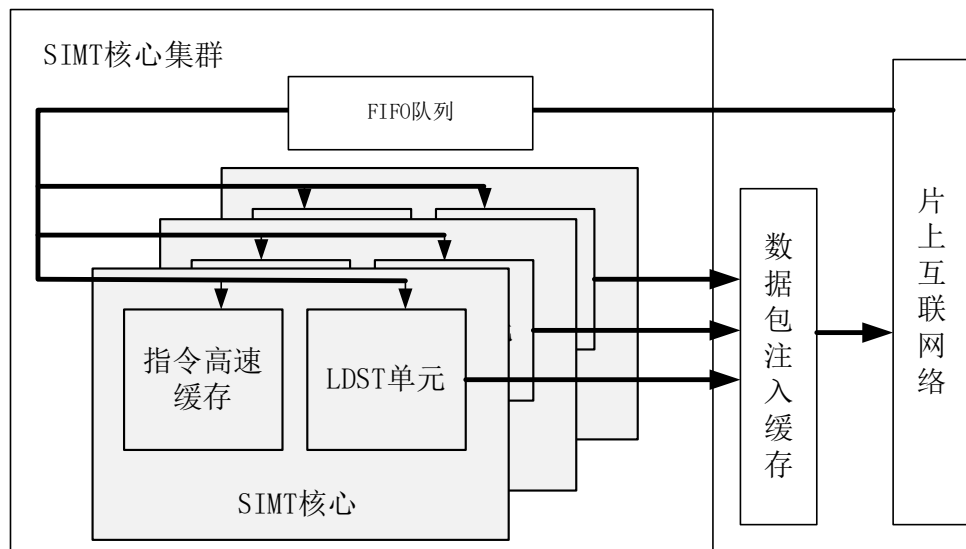 SIMT核心集群
FIFO队列
指令高速
缓存
LDST单元
SIMT核心
数据包注入缓存
片上互联网络